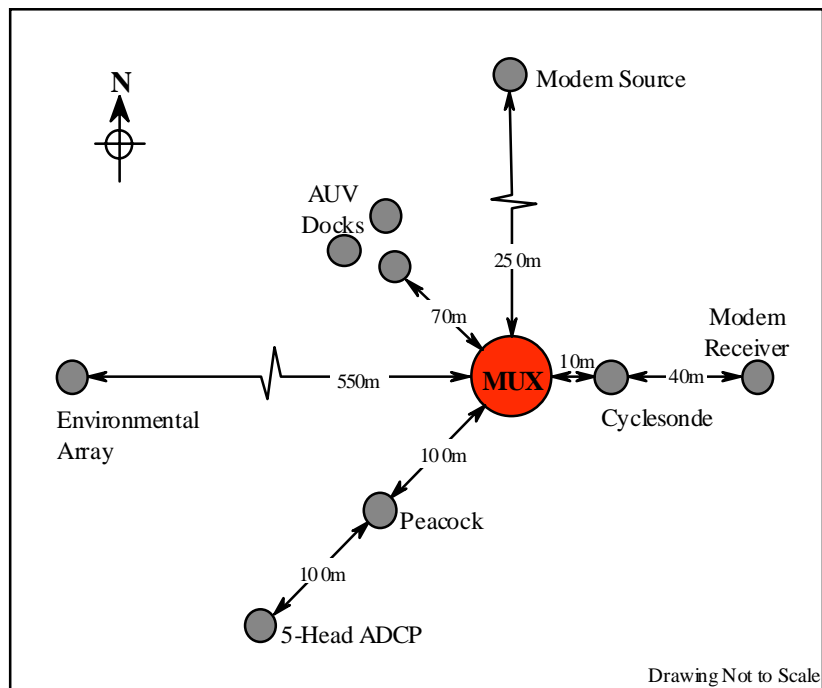 N
Modem Source
AUV
Docks
250m
70m
Modem
Receiver
MUX
10m
40m
550m
Environmental
Array
Cyclesonde
100m
Peacock
100m
5-Head ADCP
Drawing Not to Scale